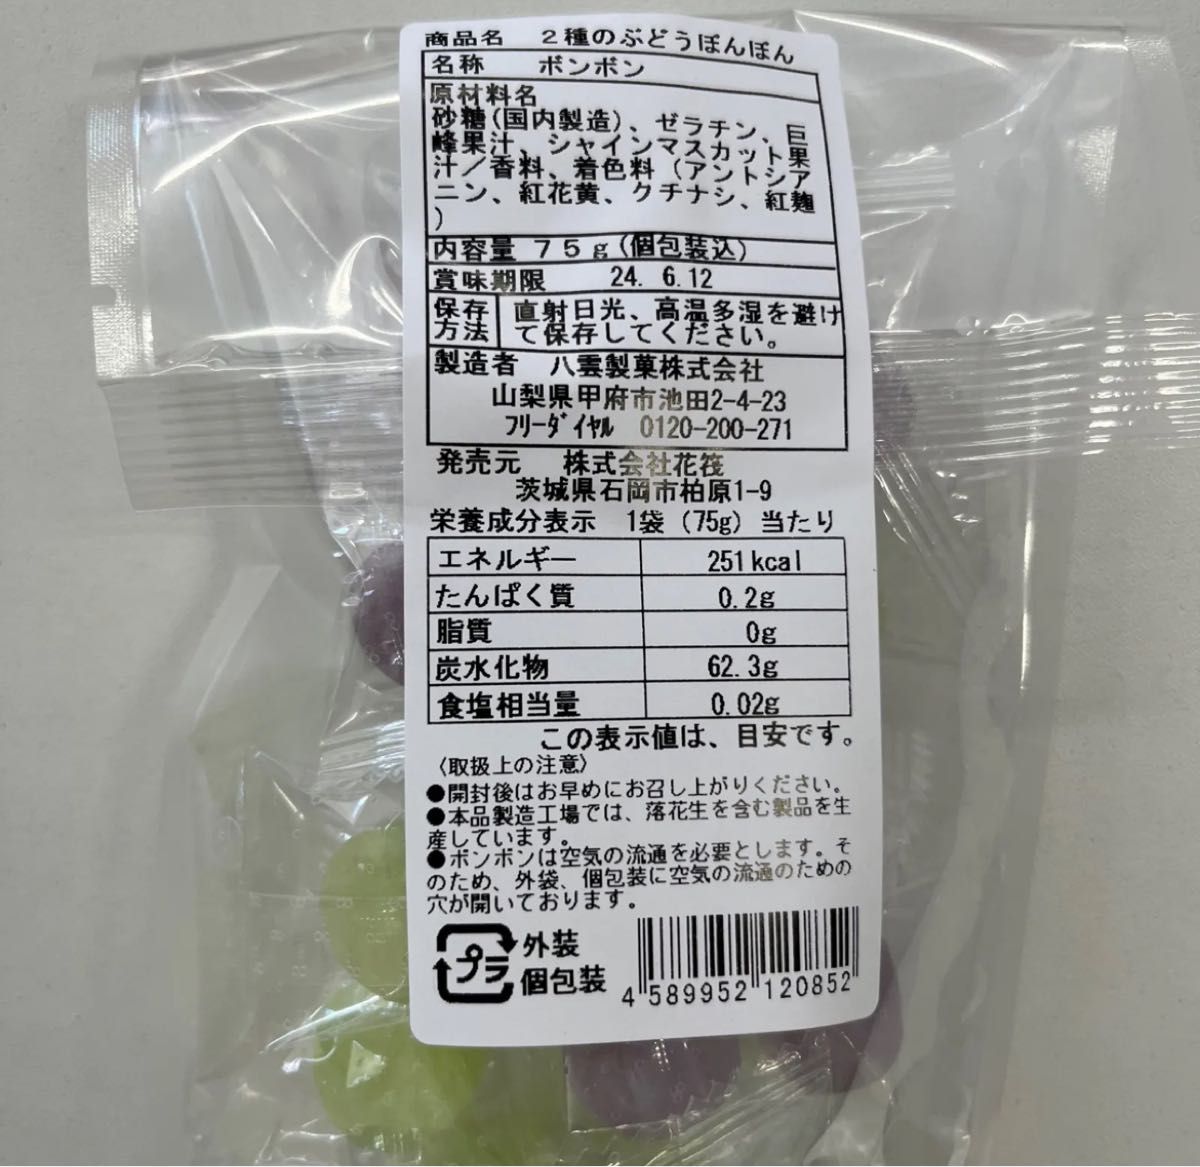 商品名 2種のぶどうぼんぼん
名称 ボンボン
原材料名
砂糖(国内製造)、ゼラチン、巨
峰果汁、シャインマスカット果
汁/香料、着色料(アントシア
ニン、紅花黄、クチナシ、紅麹
)
内容量 75g(個包装込)
賞味期限 24. 6.12
保存方法 直射日光、高温多湿を避け
て保存してください。
製造者 八雲製菓株式会社
山梨県甲府市池田2-4-23
フリーダイヤル 0120-200-271
発売元 株式会社花筏
茨城県石岡市柏原1-9
栄養成分表示 1袋(75g)当たり
エネルギー 251kcal
たんぱく質 0.2g
脂質 0g
炭水化物 62.3g
食塩相当量 0.02g
この表示値は、目安です。
〈取扱上の注意〉
●開封後はお早めにお召し上がりください。
●本品製造工場では、落花生を含む製品を生
産しています。
●ボンボンは空気の流通を必要とします。そ
のため、外袋、個包装に空気の流通のための
穴が開いております。
プラ 外装
個包装
4 589952 120852